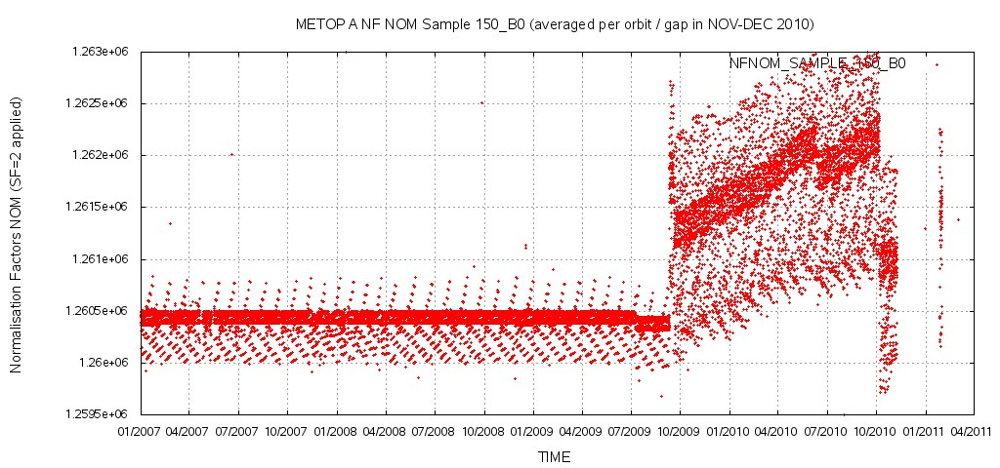 METOP A NF NOM Sample 150_B0 (averaged per orbit / gap in NOV-DEC 2010)
NFNOM_SAMPLE_150_B0
Normalisation Factors NOM (SF=2 applied)
1.263e+06
1.2625e+06
1.262e+06
1.2615e+06
1.261e+06
1.2605e+06
1.26e+06
1.2595e+06
01/2007 04/2007 07/2007 10/2007 01/2008 04/2008 07/2008 10/2008 01/2009 04/2009 07/2009 10/2009 01/2010 04/2010 07/2010 10/2010 01/2011 04/2011
TIME